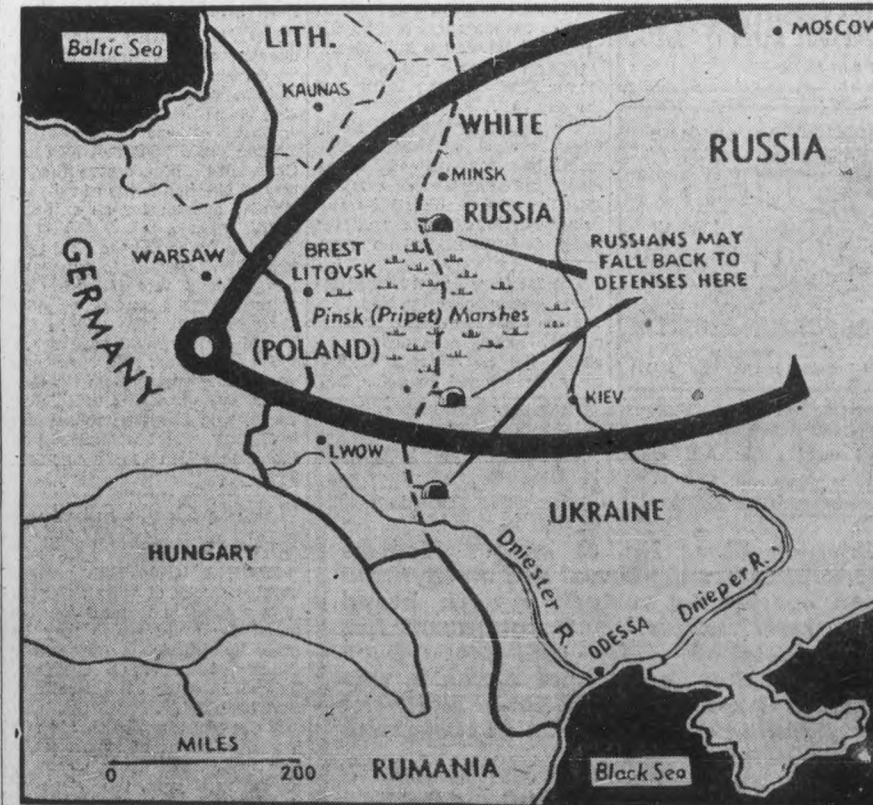 Baltic Sea
LITH.
MOSCOW
KAUNAS
WHITE
RUSSIA
MINSK
RUSSIA
GERMANY
WARSAW
BREST
LITOVSK
RUSSIANS MAY
FALL BACK TO
DEFENSES HERE
Pinsk (Pripet) Marshes
(POLAND)
KIEV
LWOW
UKRAINE
HUNGARY
Dniester R.
Dnieper R.
ODESSA
MILES
0 200
RUMANIA
Black Sea